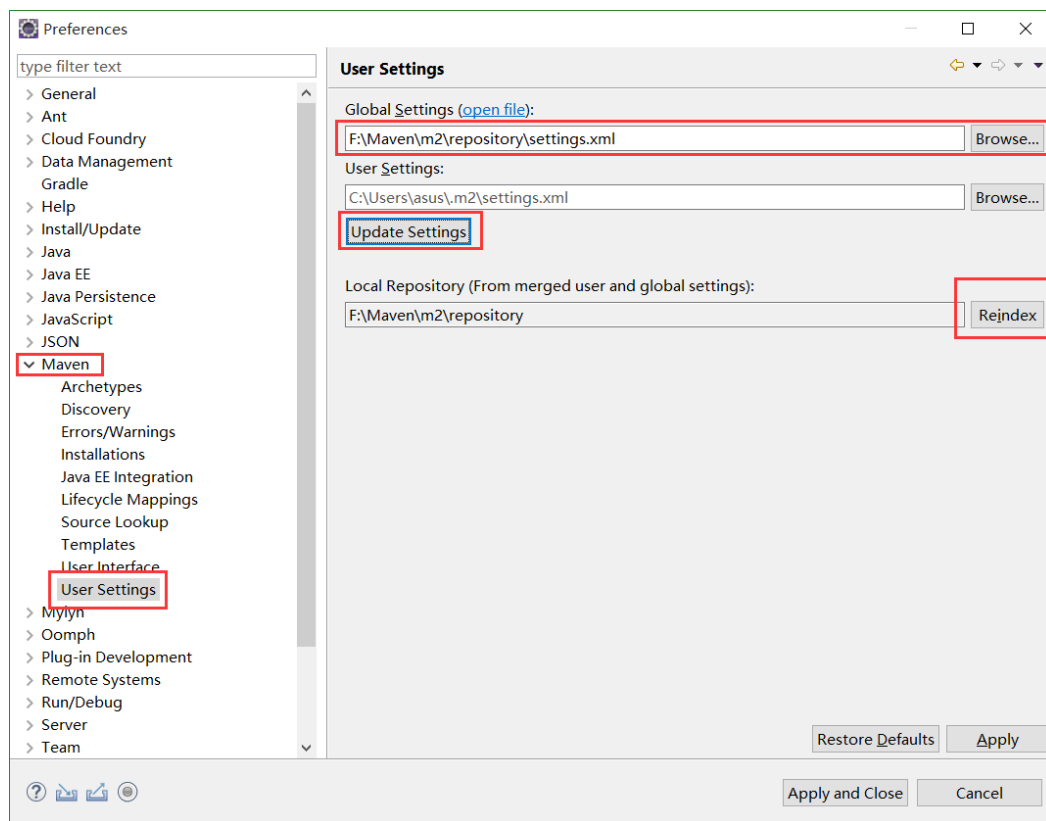 Preferences
type filter text
General
Ant
Cloud Foundry
Data Management
Gradle
Help
Install/Update
Java
Java EE
Java Persistence
JavaScript
JSON
Maven
Archetypes
Discovery
Errors/Warnings
Installations
Java EE Integration
Lifecycle Mappings
Source Lookup
Templates
User Interface
User Settings
Mylyn
Oomph
Plug-in Development
Remote Systems
Run/Debug
Server
Team
User Settings
Global Settings (open file):
F:\Maven\m2\repository\settings.xml Browse...
User Settings:
C:\Users\asus\.m2\settings.xml Browse...
Update Settings
Local Repository (From merged user and global settings):
F:\Maven\m2\repository Reindex
Restore Defaults Apply
Apply and Close Cancel